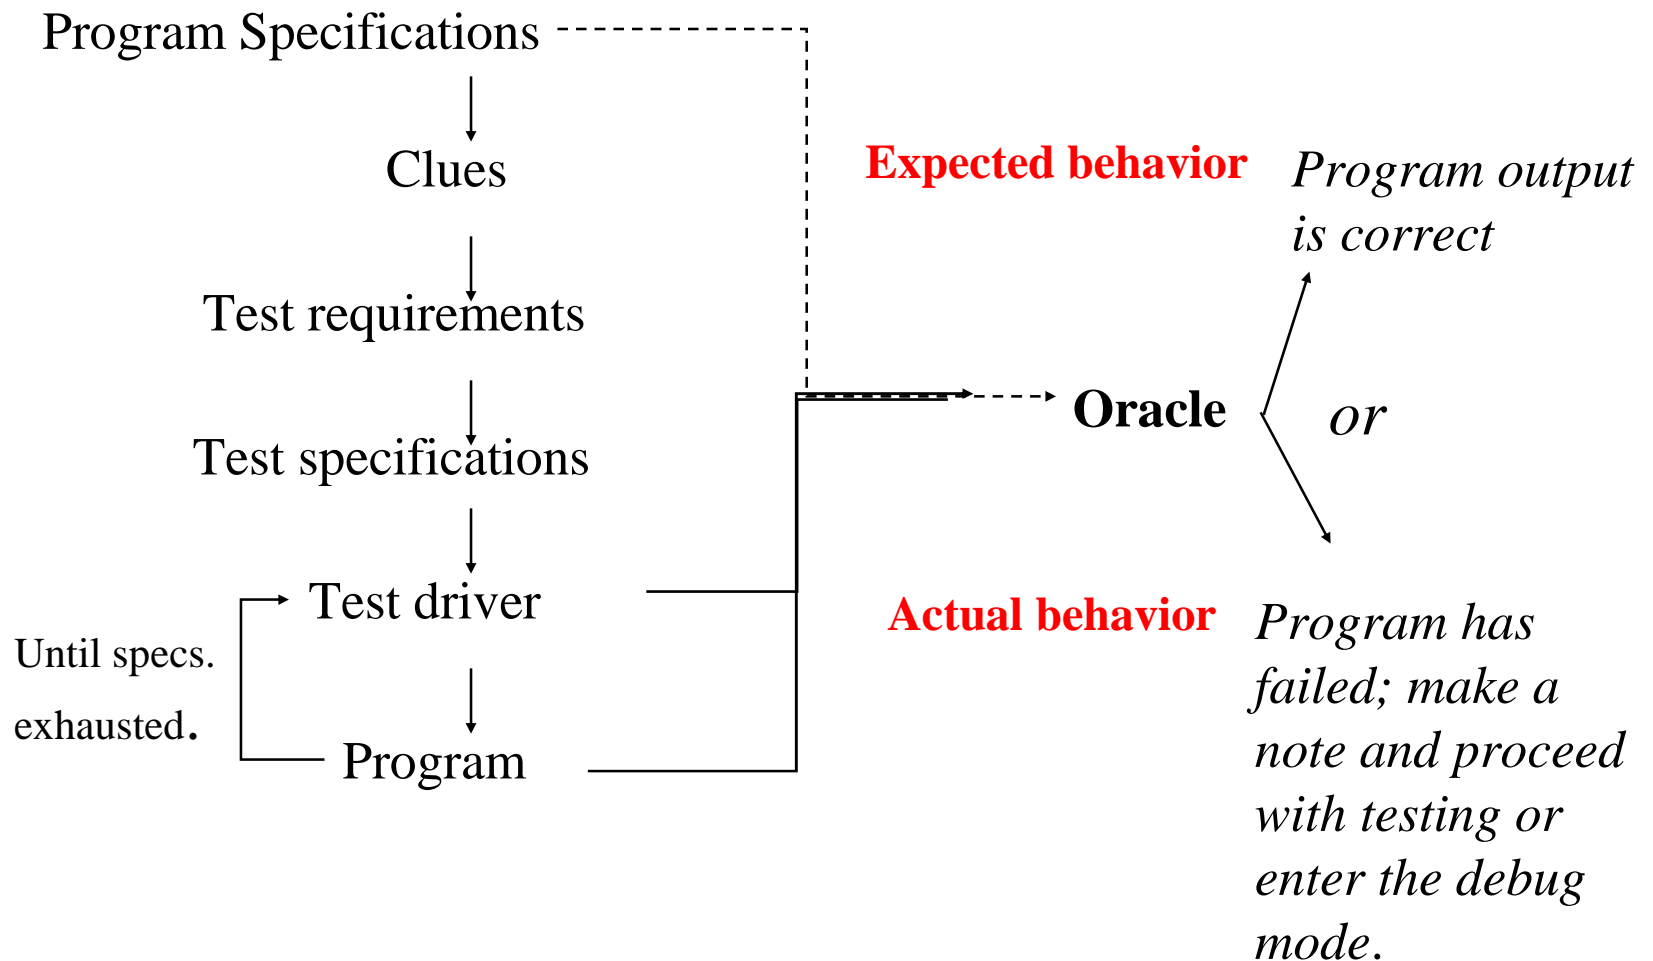 Program Specifications
Clues
Test requirements
Test specifications
Test driver
Until specs.
exhausted.
Program
Expected behavior
Program output
is correct
Oracle
or
Actual behavior
Program has
failed; make a
note and proceed
with testing or
enter the debug
mode.